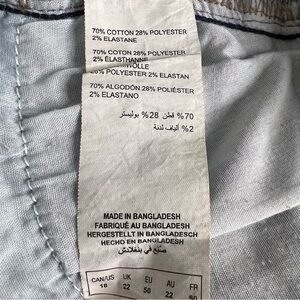 70% COTTON 28% POLYESTER
2% ELASTANE
70% COTON 28% POLYESTER
2% ÉLASTHANNE
WOLLE
28% POLYESTER 2% ELASTAN
70% ALGODÓN 28% POLIÉSTER
2% ELASTANO
70% قطن 28% بوليستر
2% ألياف لدنة
MADE IN BANGLADESH
FABRIQUÉ AU BANGLADESH
HERGESTELLT IN BANGLADESCH
HECHO EN BANGLADESH
صنع في بنغلادش
CAN/US UK EU AU FR
18 22 50 22 50